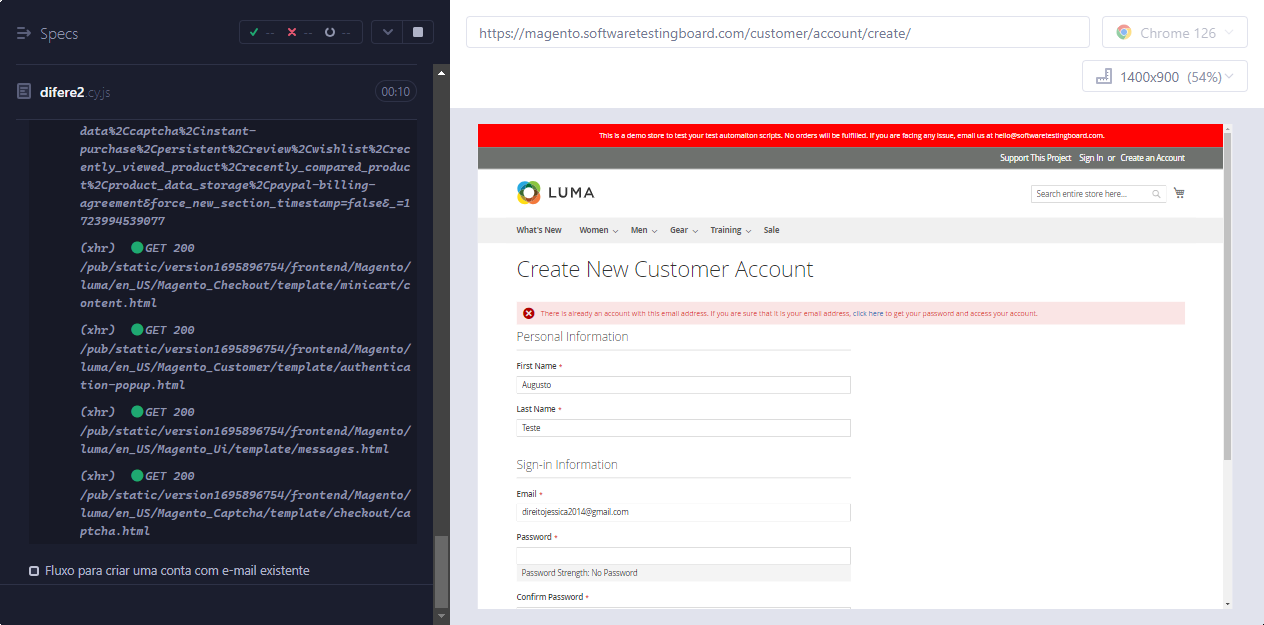 Specs
-- -- --
difere2.cy.js
00:10
data%2Ccaptcha%2Cinstant-
purchase%2Cpersistent%2Creview%2Cwishlist%2Crec
ently_viewed_product%2Crecently_compared_produc
t%2Cproduct_data_storage%2Cpaypal-billing-
agreement&force_new_section_timestamp=false&_=1
723994539077
(xhr) GET 200
/pub/static/version1695896754/frontend/Magento/
luma/en_US/Magento_Checkout/template/minicart/c
ontent.html
(xhr) GET 200
/pub/static/version1695896754/frontend/Magento/
luma/en_US/Magento_Customer/template/authentica
tion-popup.html
(xhr) GET 200
/pub/static/version1695896754/frontend/Magento/
luma/en_US/Magento_Ui/template/messages.html
(xhr) GET 200
/pub/static/version1695896754/frontend/Magento/
luma/en_US/Magento_Captcha/template/checkout/ca
ptcha.html
Fluxo para criar uma conta com e-mail existente
https://magento.softwaretestingboard.com/customer/account/create/
Chrome 126
1400x900 (54%)
This is a demo store to test your test automaiton scripts. No orders will be fulfilled. If you are facing any issue, email us at hello@softwaretestingboard.com.
Support This Project Sign In or Create an Account
LUMA
Search entire store here...
What's New Women Men Gear Training Sale
Create New Customer Account
There is already an account with this email address. If you are sure that it is your email address, click here to get your password and access your account.
Personal Information
First Name *
Augusto
Last Name *
Teste
Sign-in Information
Email *
direitojessica2014@gmail.com
Password *
Password Strength: No Password
Confirm Password *